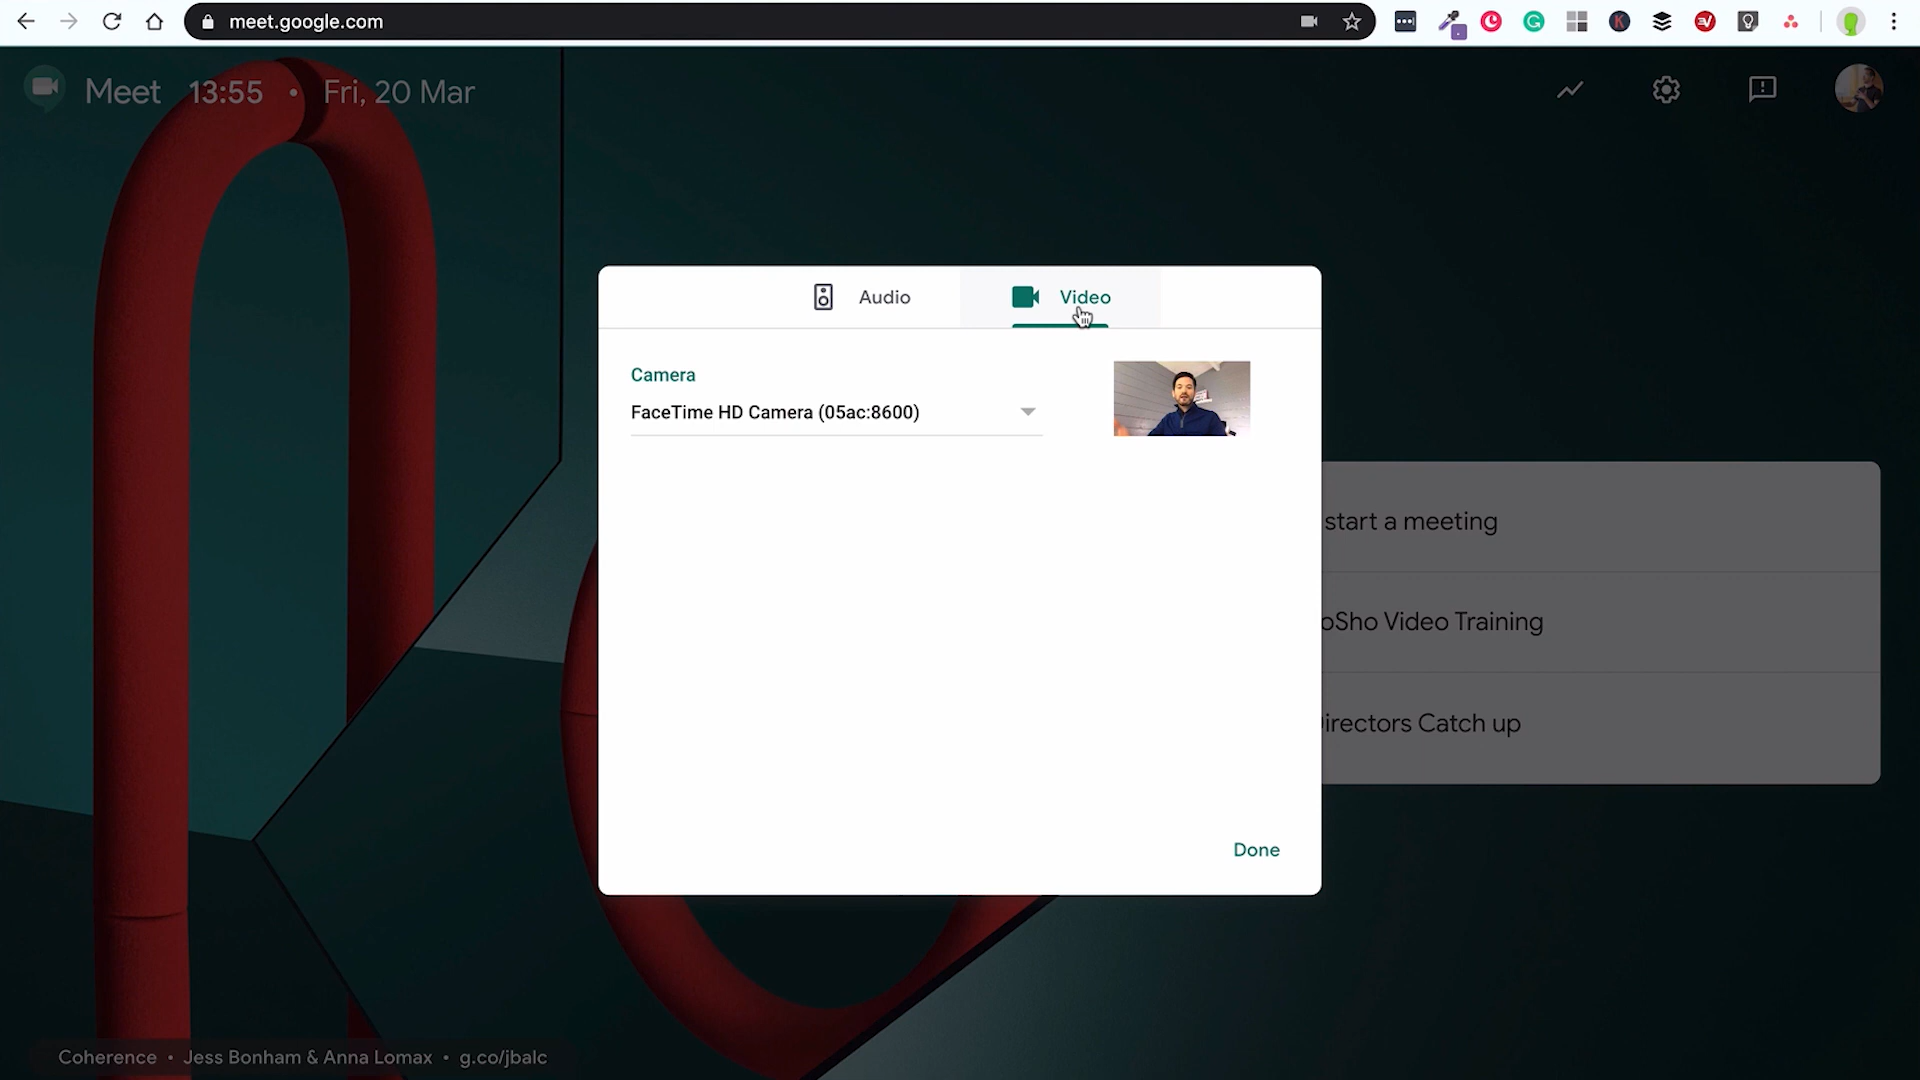 meet.google.com
Meet 13:55 • Fri, 20 Mar
Audio
Video
Camera
FaceTime HD Camera (05ac:8600)
start a meeting
oSho Video Training
irectors Catch up
Done
Coherence • Jess Bonham & Anna Lomax • g.co/jbalc